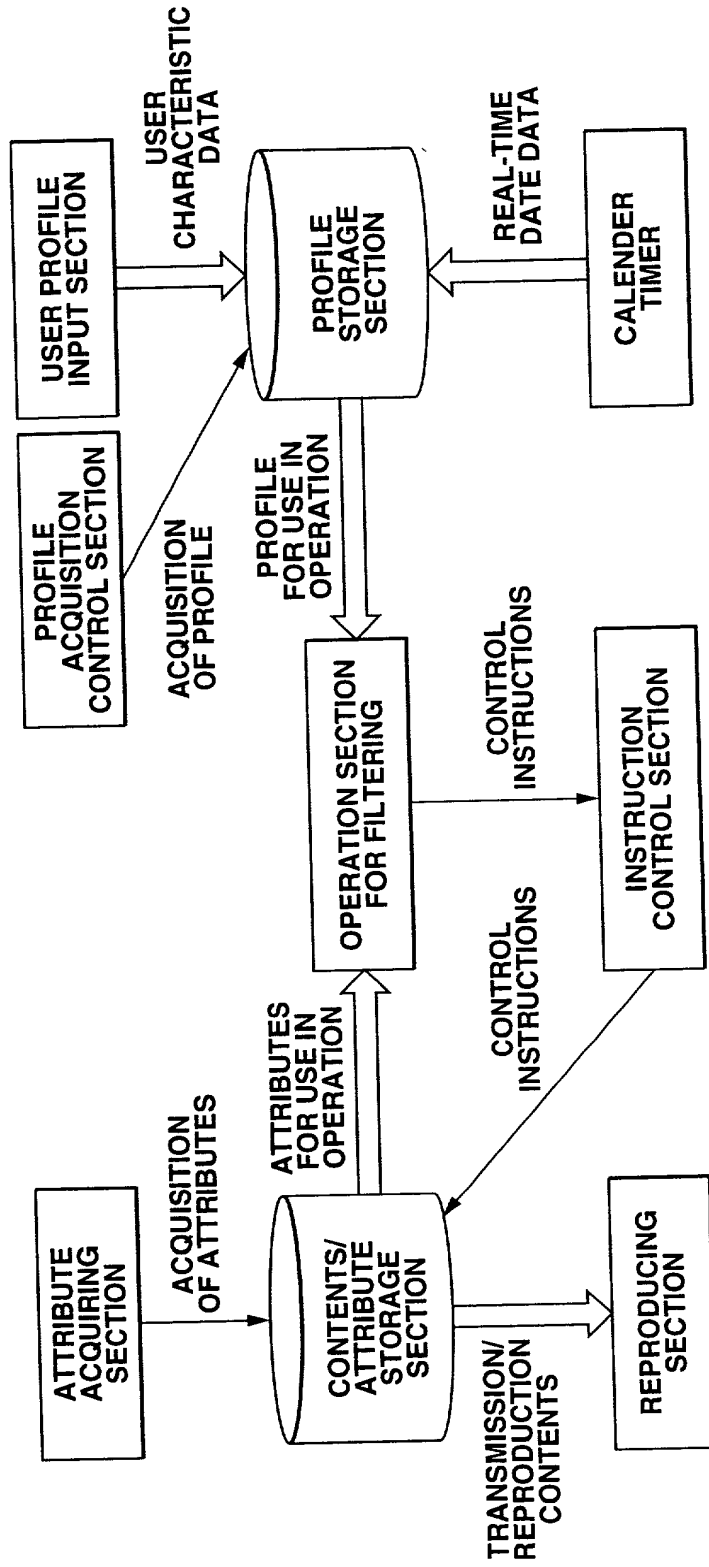 ATTRIBUTE
ACQUIRING
SECTION
ACQUISITION
OF ATTRIBUTES
CONTENTS/
ATTRIBUTE
STORAGE
SECTION
TRANSMISSION/
REPRODUCTION
CONTENTS
REPRODUCING
SECTION
ATTRIBUTES
FOR USE IN
OPERATION
OPERATION SECTION
FOR FILTERING
CONTROL
INSTRUCTIONS
CONTROL
INSTRUCTIONS
INSTRUCTION
CONTROL SECTION
PROFILE
ACQUISITION
CONTROL SECTION
ACQUISITION
OF PROFILE
PROFILE
FOR USE IN
OPERATION
USER PROFILE
INPUT SECTION
USER
CHARACTERISTIC
DATA
PROFILE
STORAGE
SECTION
REAL-TIME
DATE DATA
CALENDER
TIMER